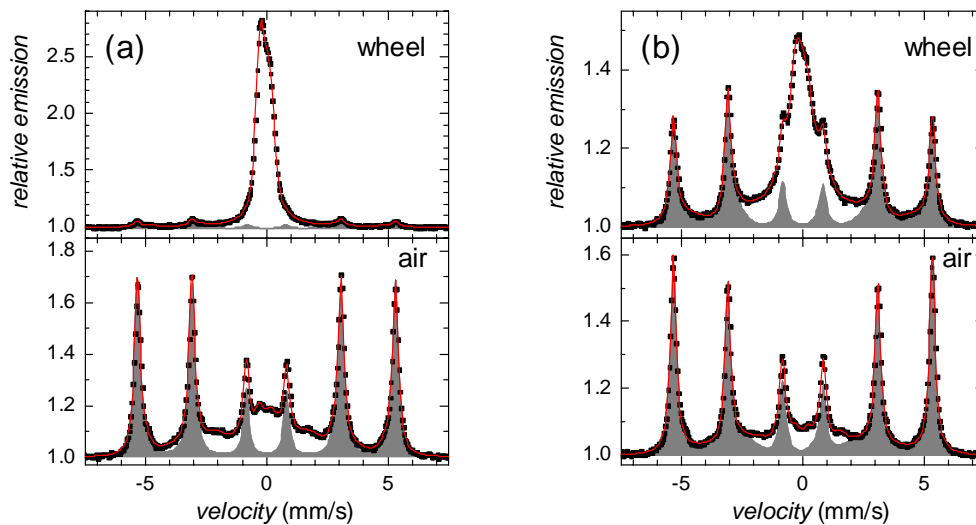 (a)
wheel
relative emission
2.5
2.0
1.5
1.0
air
1.8
1.6
1.4
1.2
1.0
-5
0
5
velocity (mm/s)
(b)
wheel
relative emission
1.4
1.2
1.0
air
1.6
1.4
1.2
1.0
-5
0
5
velocity (mm/s)